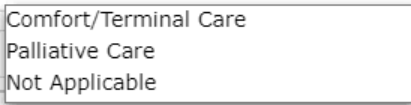 Comfort/Terminal Care
Palliative Care
Not Applicable